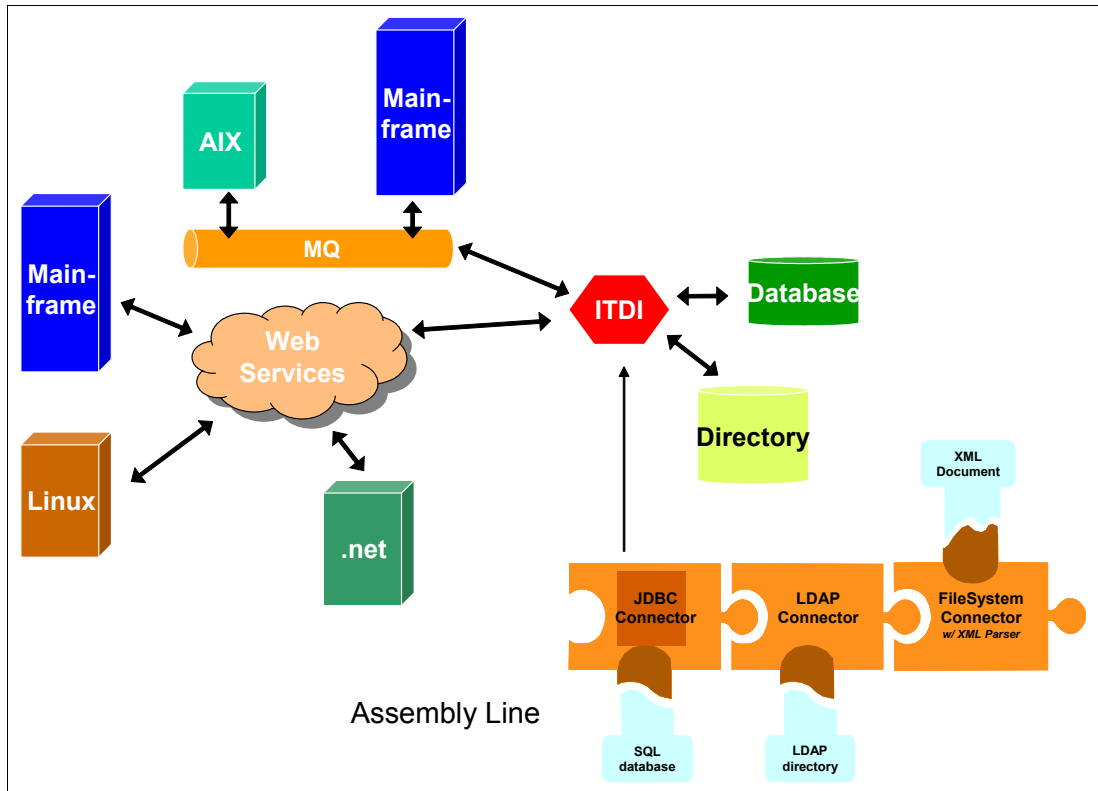 Main-
frame
AIX
MQ
Main-
frame
ITDI
Database
Web
Services
Directory
Linux
.net
XML
Document
JDBC
Connector
LDAP
Connector
FileSystem
Connector
w/ XML Parser
Assembly Line
SQL
database
LDAP
directory